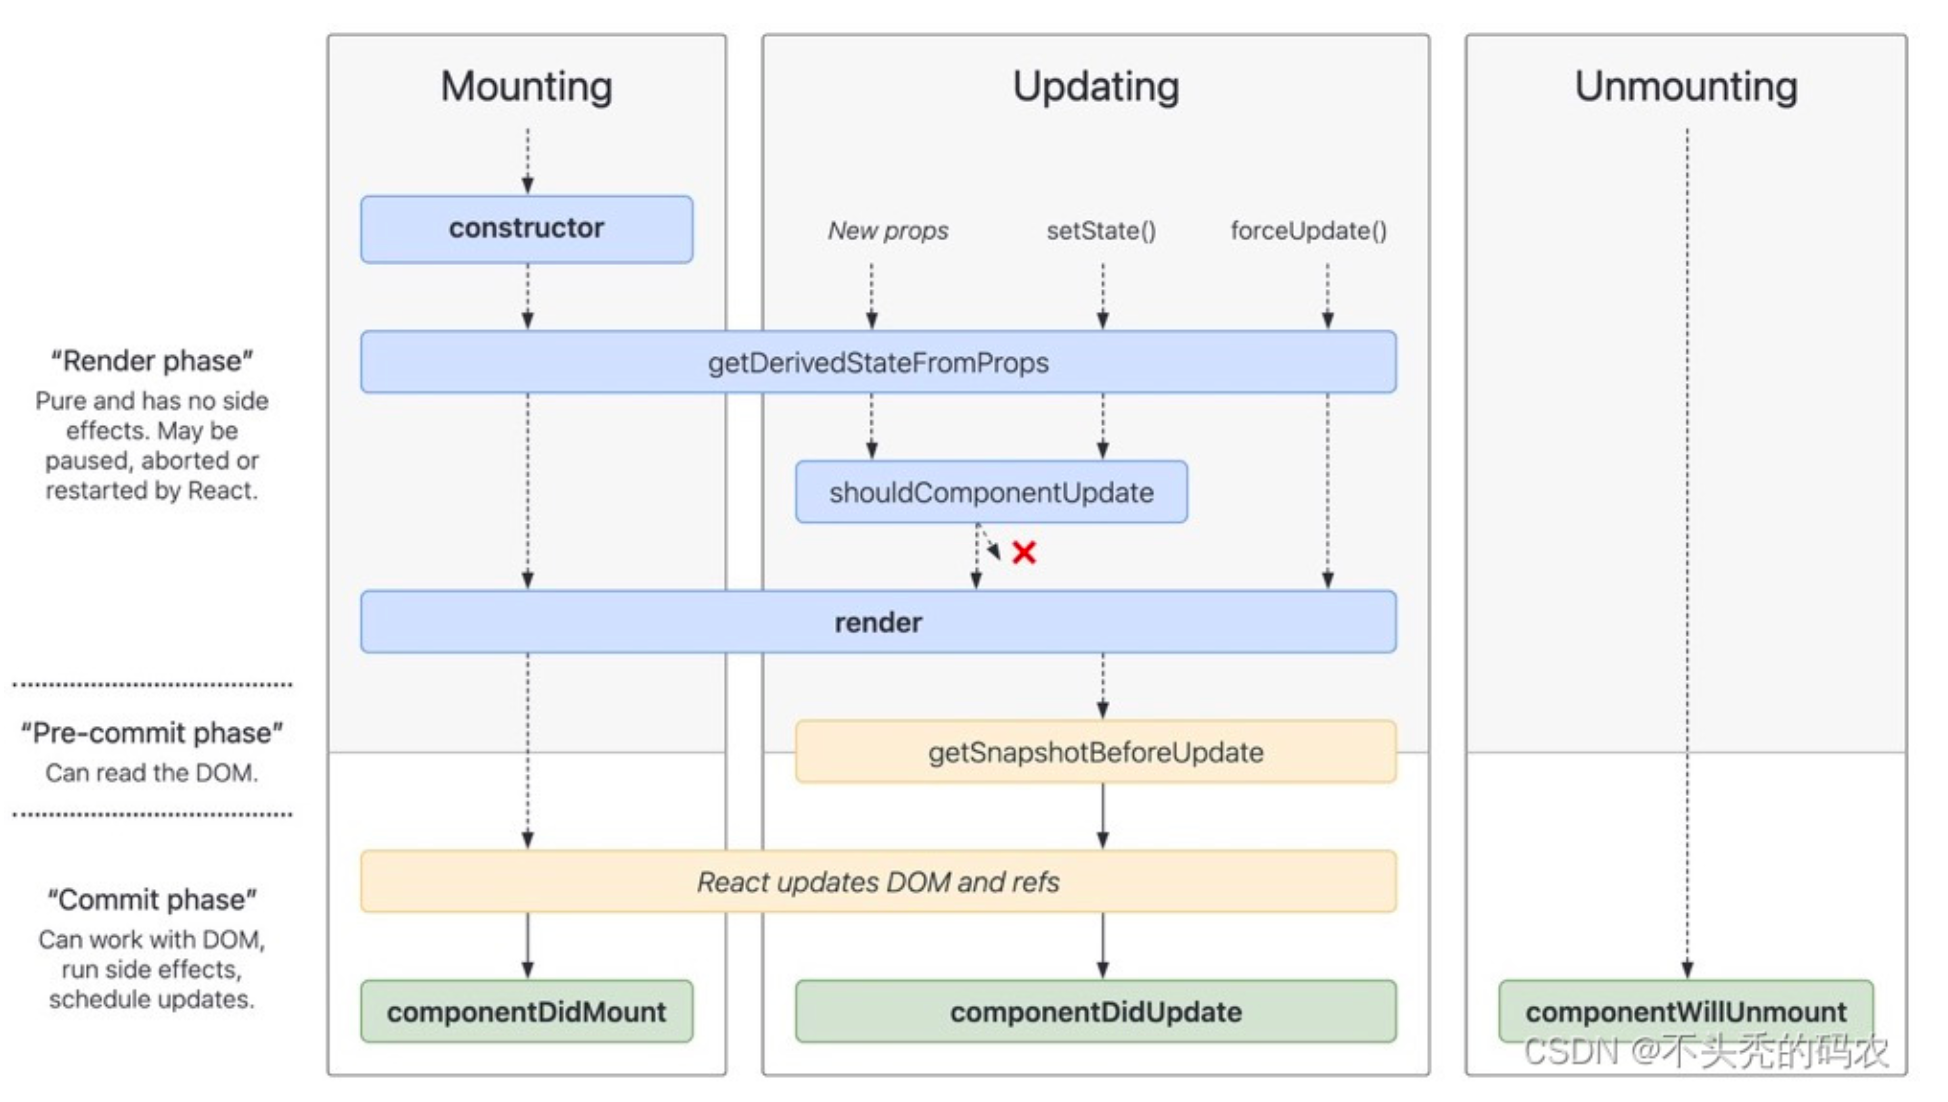 Mounting
Updating
Unmounting
constructor
New props
setState()
forceUpdate()
“Render phase”
Pure and has no side
effects. May be
paused, aborted or
restarted by React.
getDerivedStateFromProps
shouldComponentUpdate
render
“Pre-commit phase”
Can read the DOM.
getSnapshotBeforeUpdate
“Commit phase”
Can work with DOM,
run side effects,
schedule updates.
React updates DOM and refs
componentDidMount
componentDidUpdate
componentWillUnmount
CSDN @不头秃的码农